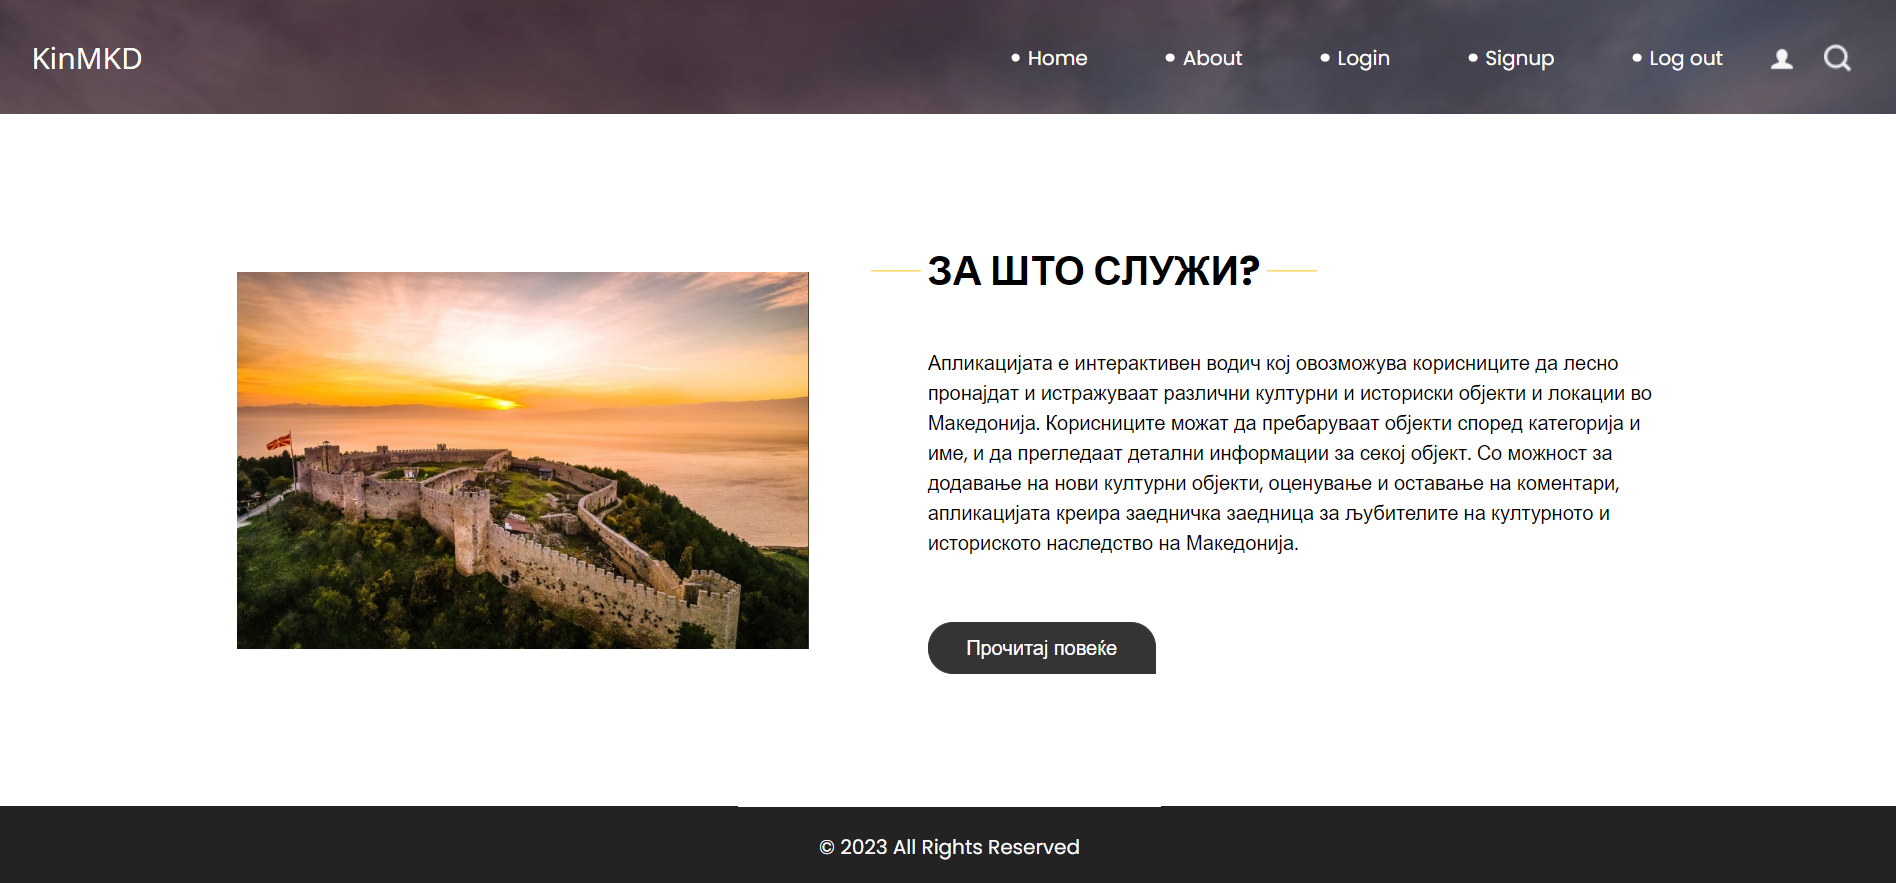 KinMKD
Home
About
Login
Signup
Log out
ЗА ШТО СЛУЖИ?
Апликацијата е интерактивен водич кој овозможува корисниците да лесно
пронајдат и истражуваат различни културни и историски објекти и локации во
Македонија. Корисниците можат да пребаруваат објекти според категорија и
име, и да прегледаат детални информации за секој објект. Со можност за
додавање на нови културни објекти, оценување и оставање на коментари,
апликацијата креира заедничка заедница за љубителите на културното и
историското наследство на Македонија.
Прочитај повеќе
© 2023 All Rights Reserved